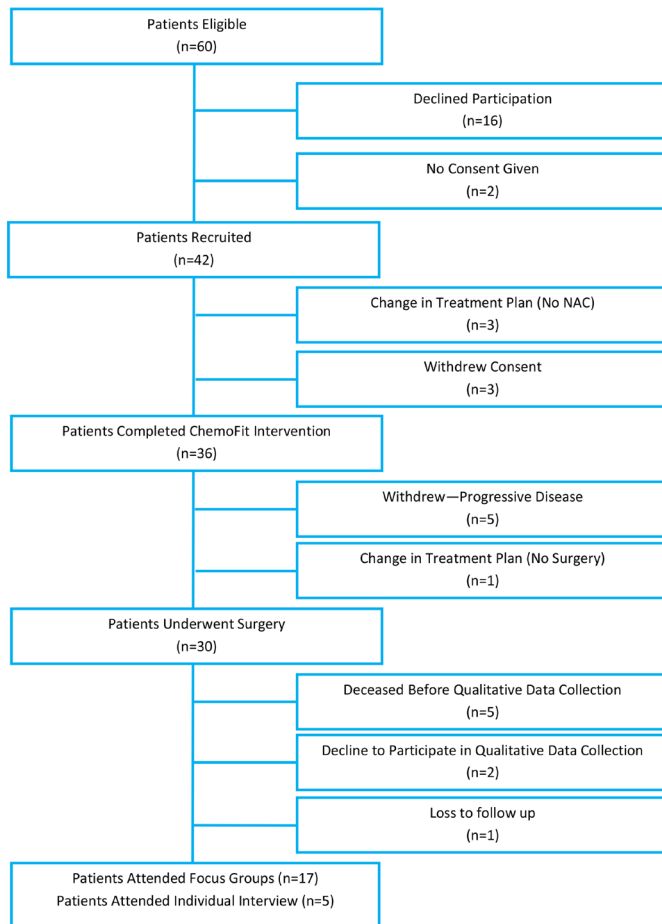 Patients Eligible
(n=60)
Declined Participation
(n=16)
No Consent Given
(n=2)
Patients Recruited
(n=42)
Change in Treatment Plan (No NAC)
(n=3)
Withdrew Consent
(n=3)
Patients Completed ChemoFit Intervention
(n=36)
Withdrew—Progressive Disease
(n=5)
Change in Treatment Plan (No Surgery)
(n=1)
Patients Underwent Surgery
(n=30)
Deceased Before Qualitative Data Collection
(n=5)
Decline to Participate in Qualitative Data Collection
(n=2)
Loss to follow up
(n=1)
Patients Attended Focus Groups (n=17)
Patients Attended Individual Interview (n=5)